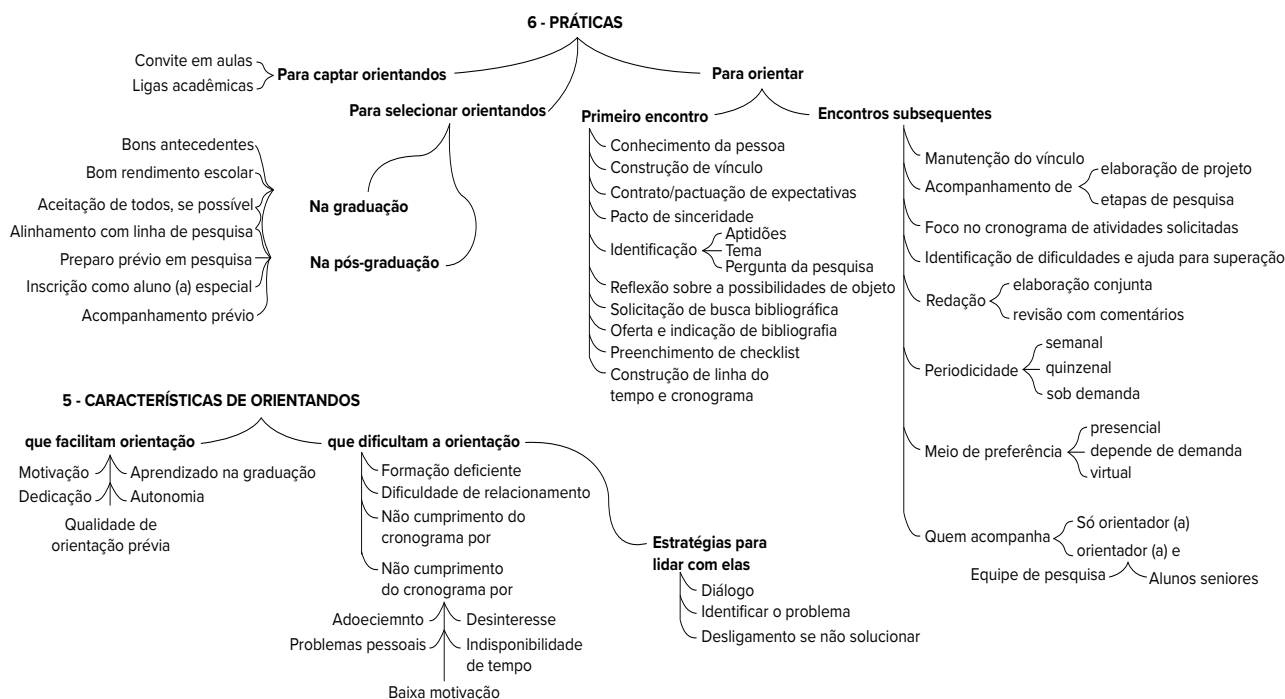 6 - PRÁTICAS
Para captar orientandos
Convite em aulas
Ligas acadêmicas
Para selecionar orientandos
Na graduação
Na pós-graduação
Bons antecedentes
Bom rendimento escolar
Aceitação de todos, se possível
Alinhamento com linha de pesquisa
Preparo prévio em pesquisa
Inscrição como aluno (a) especial
Acompanhamento prévio
Para orientar
Primeiro encontro
Conhecimento da pessoa
Construção de vínculo
Contrato/pactuação de expectativas
Pacto de sinceridade
Identificação
Aptidões
Tema
Pergunta da pesquisa
Reflexão sobre a possibilidades de objeto
Solicitação de busca bibliográfica
Oferta e indicação de bibliografia
Preenchimento de checklist
Construção de linha do
tempo e cronograma
Encontros subsequentes
Manutenção do vínculo
Acompanhamento de
elaboração de projeto
etapas de pesquisa
Foco no cronograma de atividades solicitadas
Identificação de dificuldades e ajuda para superação
Redação
elaboração conjunta
revisão com comentários
Periodicidade
semanal
quinzenal
sob demanda
Meio de preferência
presencial
depende de demanda
virtual
Quem acompanha
Só orientador (a)
orientador (a) e
Equipe de pesquisa
Alunos seniores
5 - CARACTERÍSTICAS DE ORIENTANDOS
que facilitam orientação
Motivação
Aprendizado na graduação
Dedicação
Autonomia
Qualidade de
orientação prévia
que dificultam a orientação
Formação deficiente
Dificuldade de relacionamento
Não cumprimento do
cronograma por
Não cumprimento
do cronograma por
Adoeciemnto
Desinteresse
Problemas pessoais
Indisponibilidade
de tempo
Baixa motivação
Estratégias para
lidar com elas
Diálogo
Identificar o problema
Desligamento se não solucionar